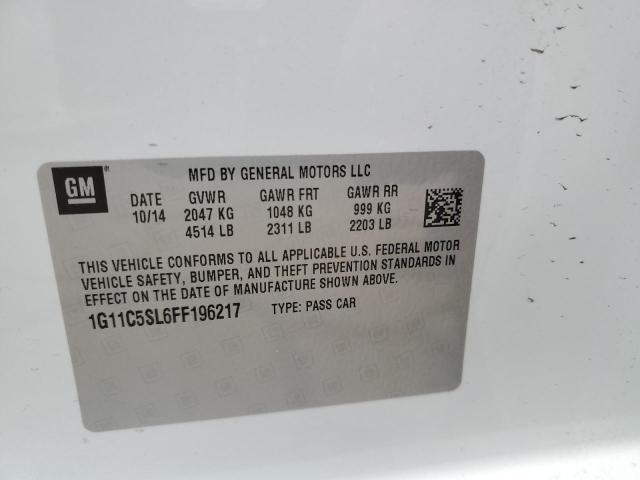 GM
MFD BY GENERAL MOTORS LLC
DATE GVWR GAWR FRT GAWR RR
10/14 2047 KG 1048 KG 999 KG
4514 LB 2311 LB 2203 LB
THIS VEHICLE CONFORMS TO ALL APPLICABLE U.S. FEDERAL MOTOR
VEHICLE SAFETY, BUMPER, AND THEFT PREVENTION STANDARDS IN
EFFECT ON THE DATE OF MANUFACTURE SHOWN ABOVE.
1G11C5SL6FF196217 TYPE: PASS CAR